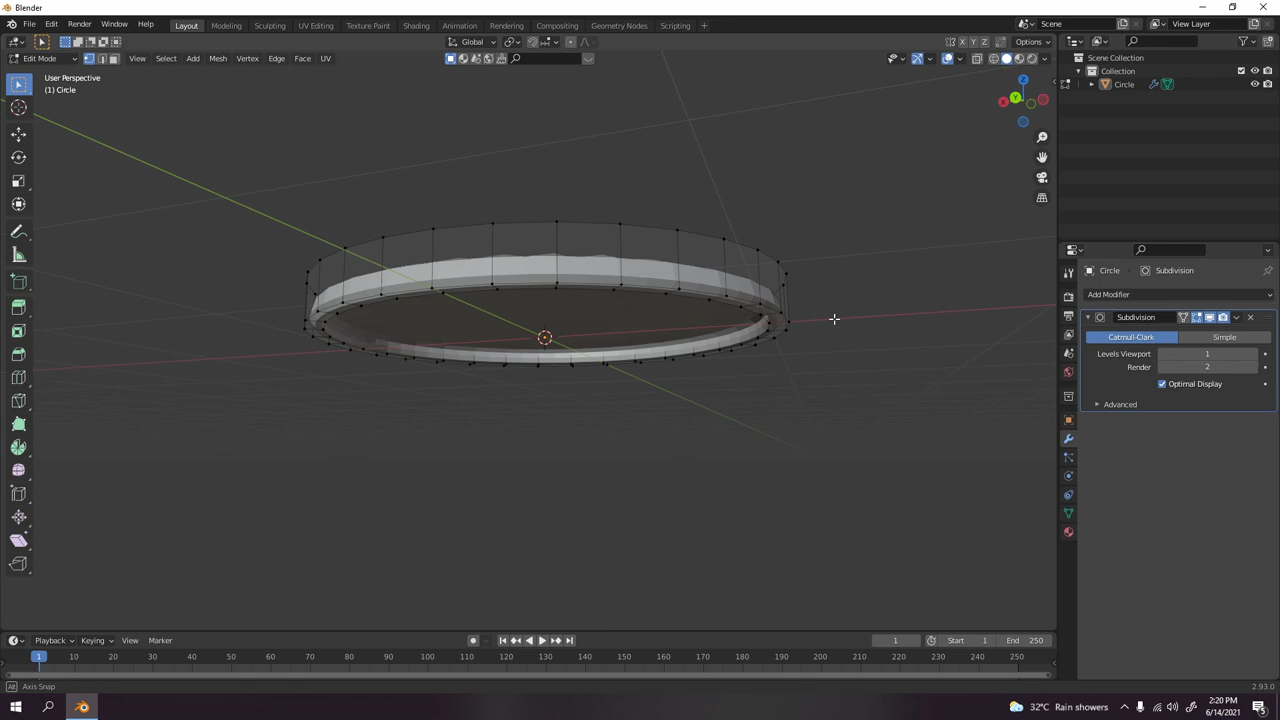 Blender
File Edit Render Window Help Layout Modeling Sculpting UV Editing Texture Paint Shading Animation Rendering Compositing Geometry Nodes Scripting + Scene View Layer
Global X Y Z Options
Edit Mode View Select Add Mesh Vertex Edge Face UV
User Perspective
(1) Circle
Z
Y
X
Scene Collection
Collection
Circle
Circle Subdivision
Add Modifier
Subdivision
Catmull-Clark Simple
Levels Viewport 1
Render 2
Optimal Display
Advanced
Playback Keying View Marker 1 Start 1 End 250
1 10 20 30 40 50 60 70 80 90 100 110 120 130 140 150 160 170 180 190 200 210 220 230 240 250
Alt Axis Snap 2.93.0
32°C Rain showers 2:20 PM
6/14/2021